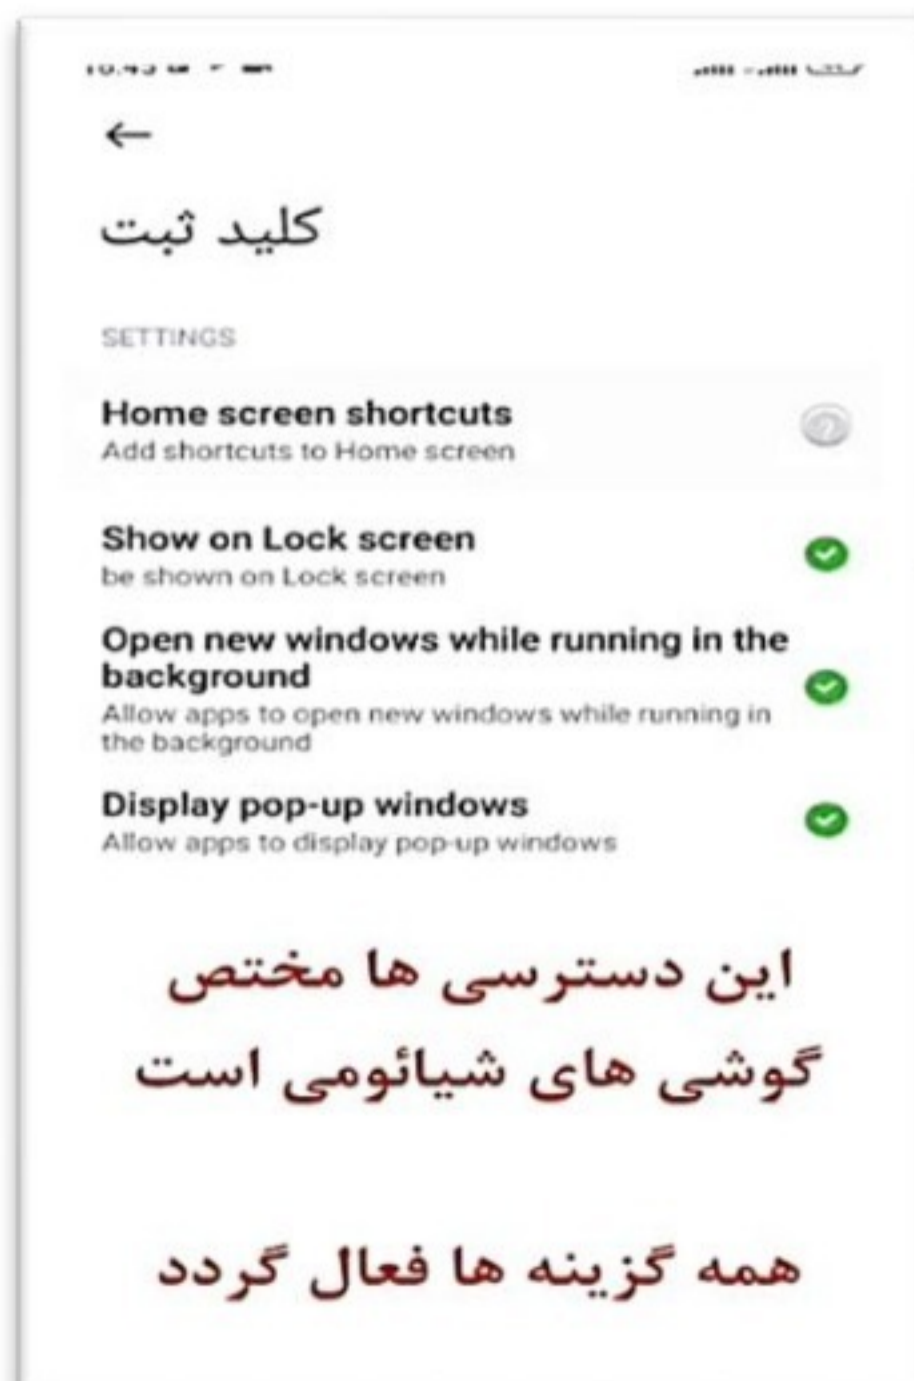 کلید ثبت
SETTINGS
Home screen shortcuts
Add shortcuts to Home screen
Show on Lock screen
be shown on Lock screen
Open new windows while running in the
background
Allow apps to open new windows while running in
the background
Display pop-up windows
Allow apps to display pop-up windows
این دسترسی ها مختص
گوشی های شیائومی است
همه گزینه ها فعال گردد